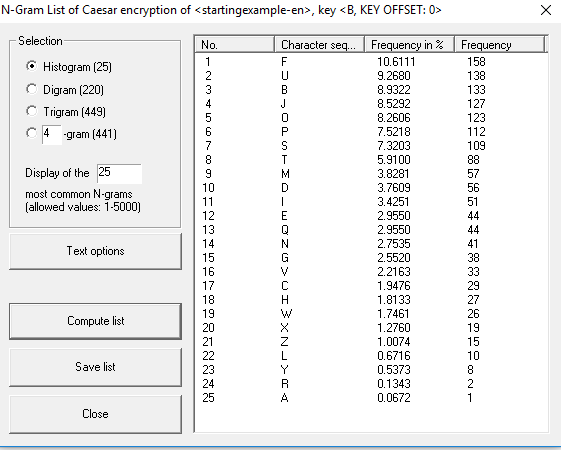 N-Gram List of Caesar encryption of <startingexample-en>, key <B, KEY OFFSET: 0>
Selection
Histogram (25)
Digram (220)
Trigram (449)
4 -gram (441)
Display of the 25
most common N-grams
(allowed values: 1-5000)
Text options
Compute list
Save list
Close
No. Character seq... Frequency in % Frequency
1 F 10.6111 158
2 U 9.2680 138
3 B 8.9322 133
4 J 8.5292 127
5 O 8.2606 123
6 P 7.5218 112
7 S 7.3203 109
8 T 5.9100 88
9 M 3.8281 57
10 D 3.7609 56
11 I 3.4251 51
12 E 2.9550 44
13 Q 2.9550 44
14 N 2.7535 41
15 G 2.5520 38
16 V 2.2163 33
17 C 1.9476 29
18 H 1.8133 27
19 W 1.7461 26
20 X 1.2760 19
21 Z 1.0074 15
22 L 0.6716 10
23 Y 0.5373 8
24 R 0.1343 2
25 A 0.0672 1